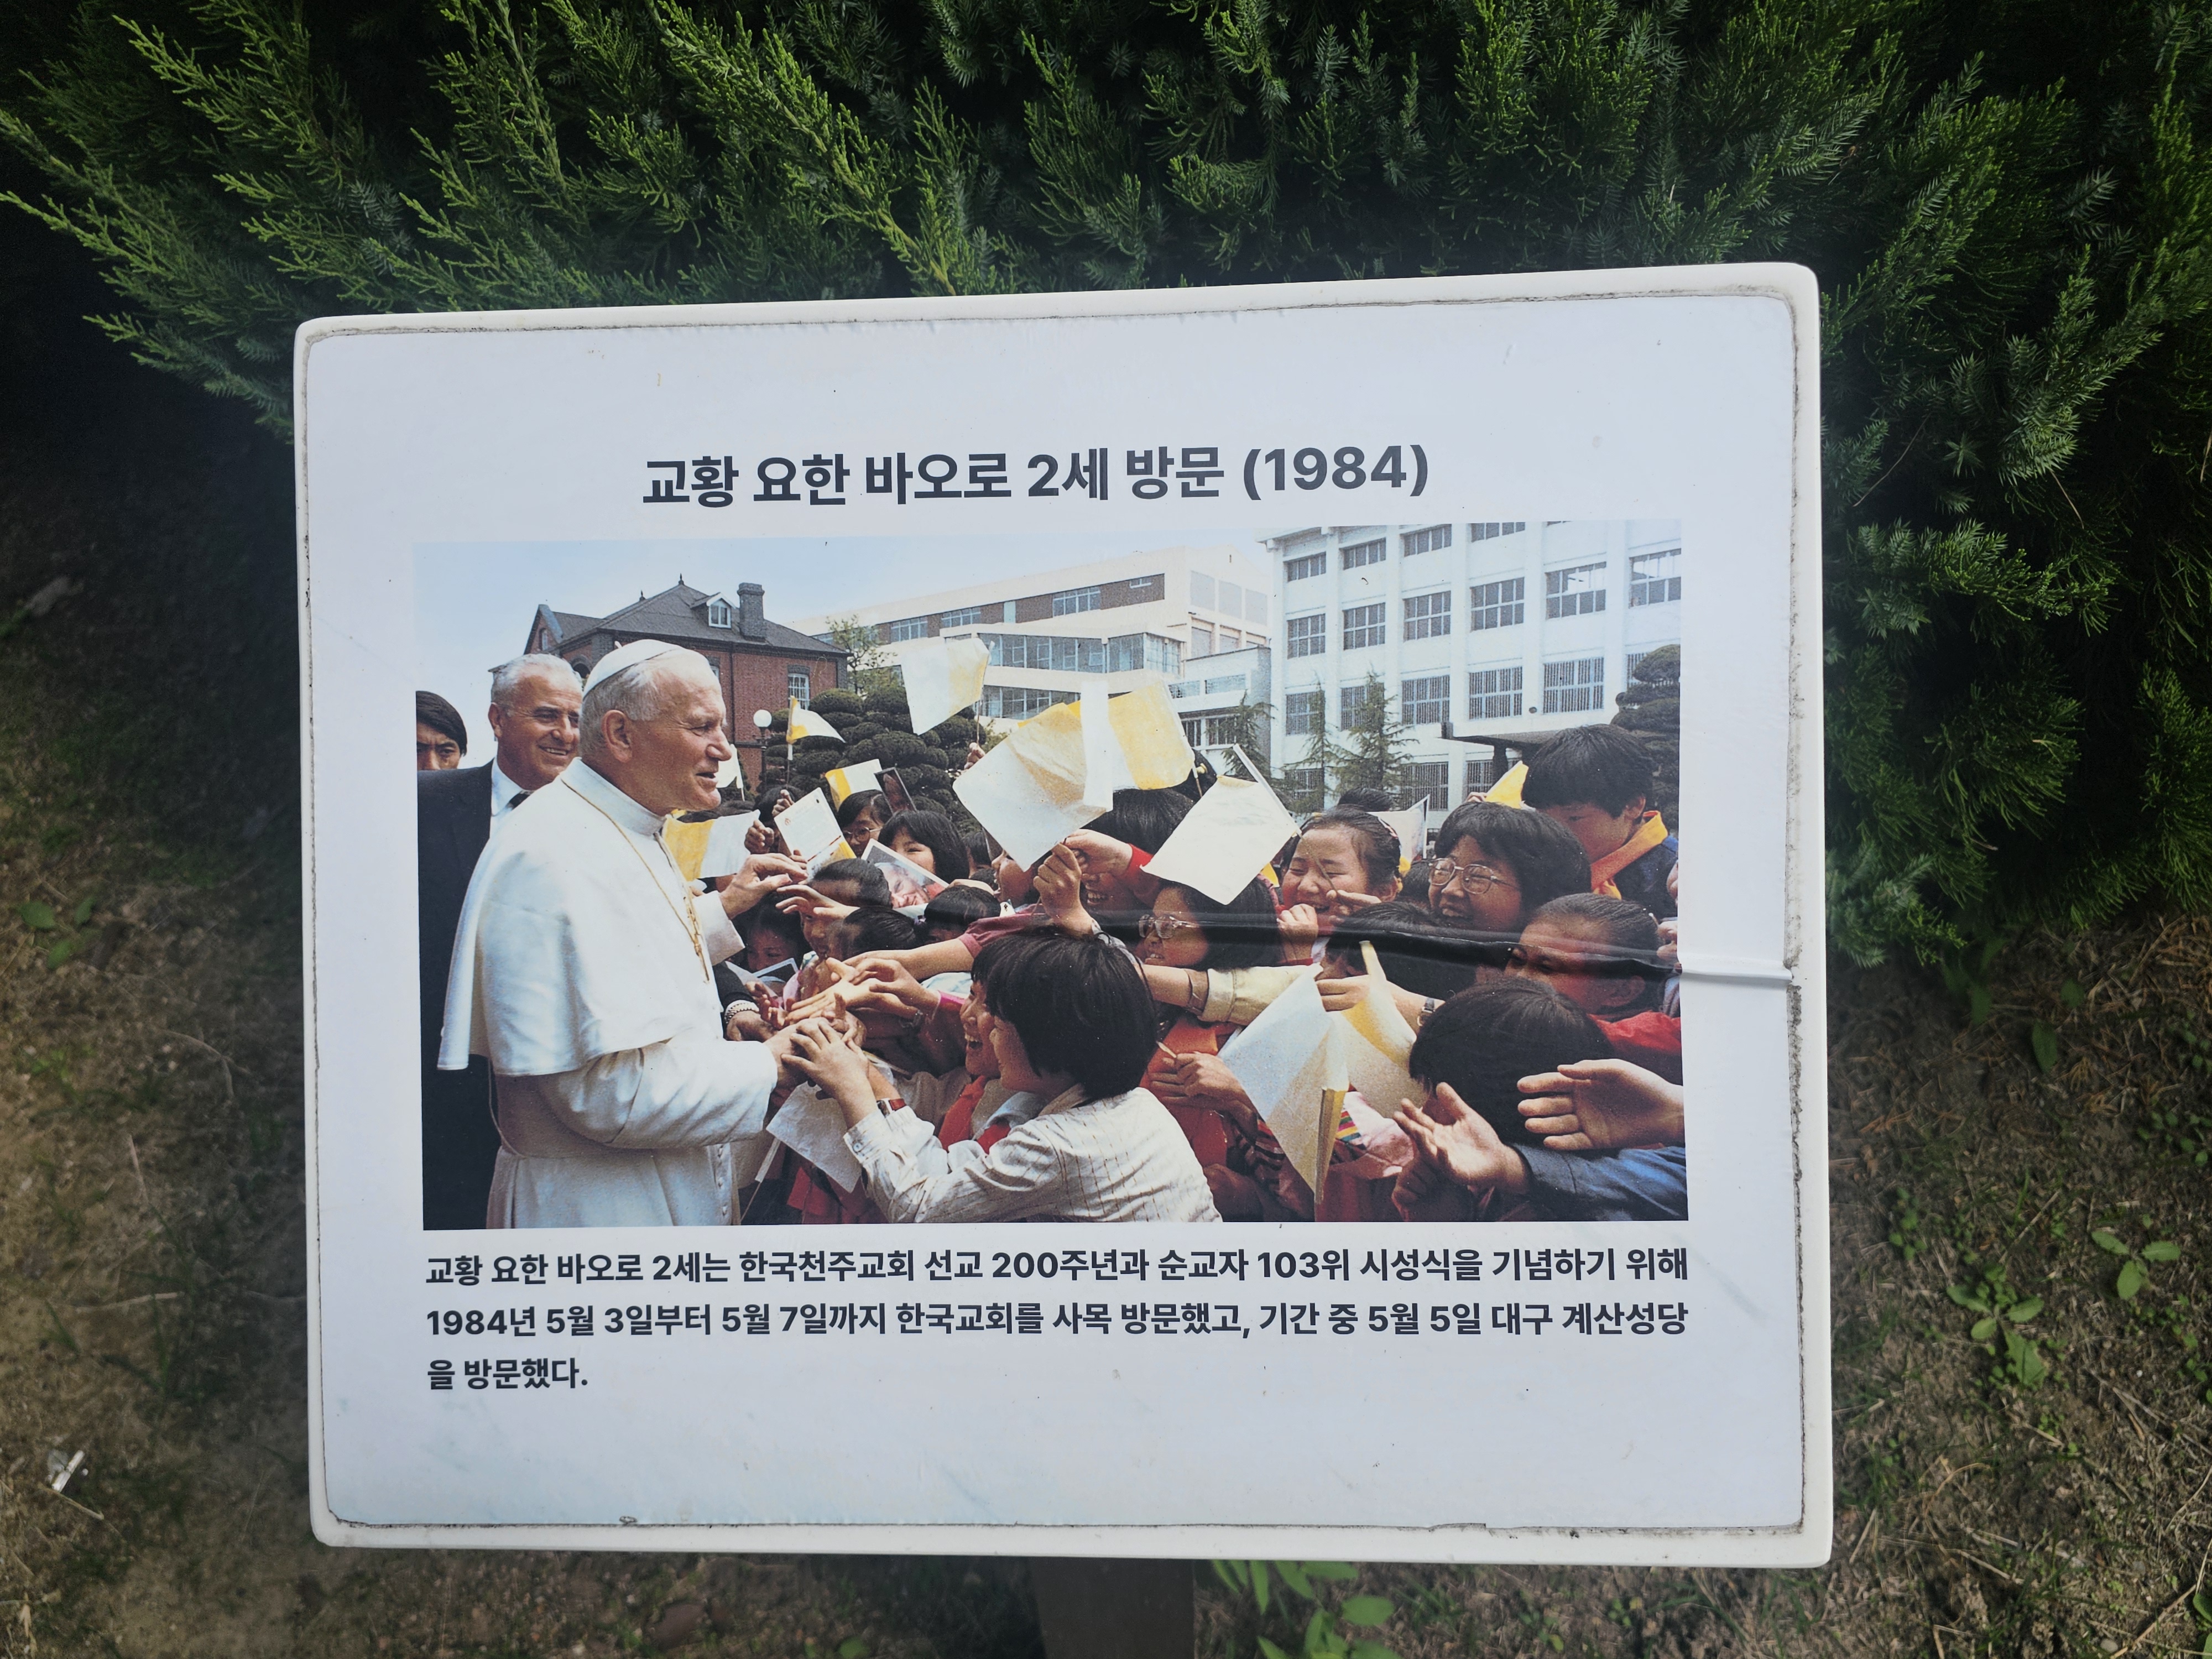 교황 요한 바오로 2세 방문 (1984)
교황 요한 바오로 2세는 한국천주교회 선교 200주년과 순교자 103위 시성식을 기념하기 위해
1984년 5월 3일부터 5월 7일까지 한국교회를 사목 방문했고, 기간 중 5월 5일 대구 계산성당
을 방문했다.